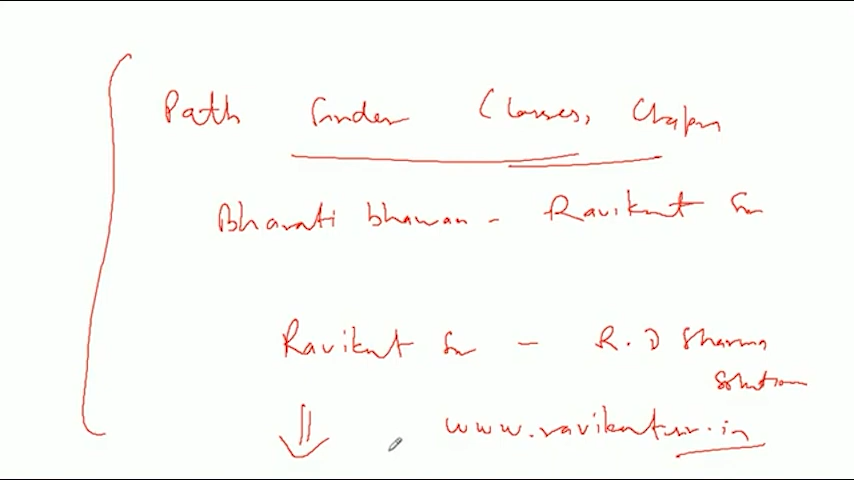 Path Finder Classes, Chapra
Bharati bhawan - Ravikant Sir
Ravikant Sir - R.D Sharma
Solution
www.ravikantsir.in